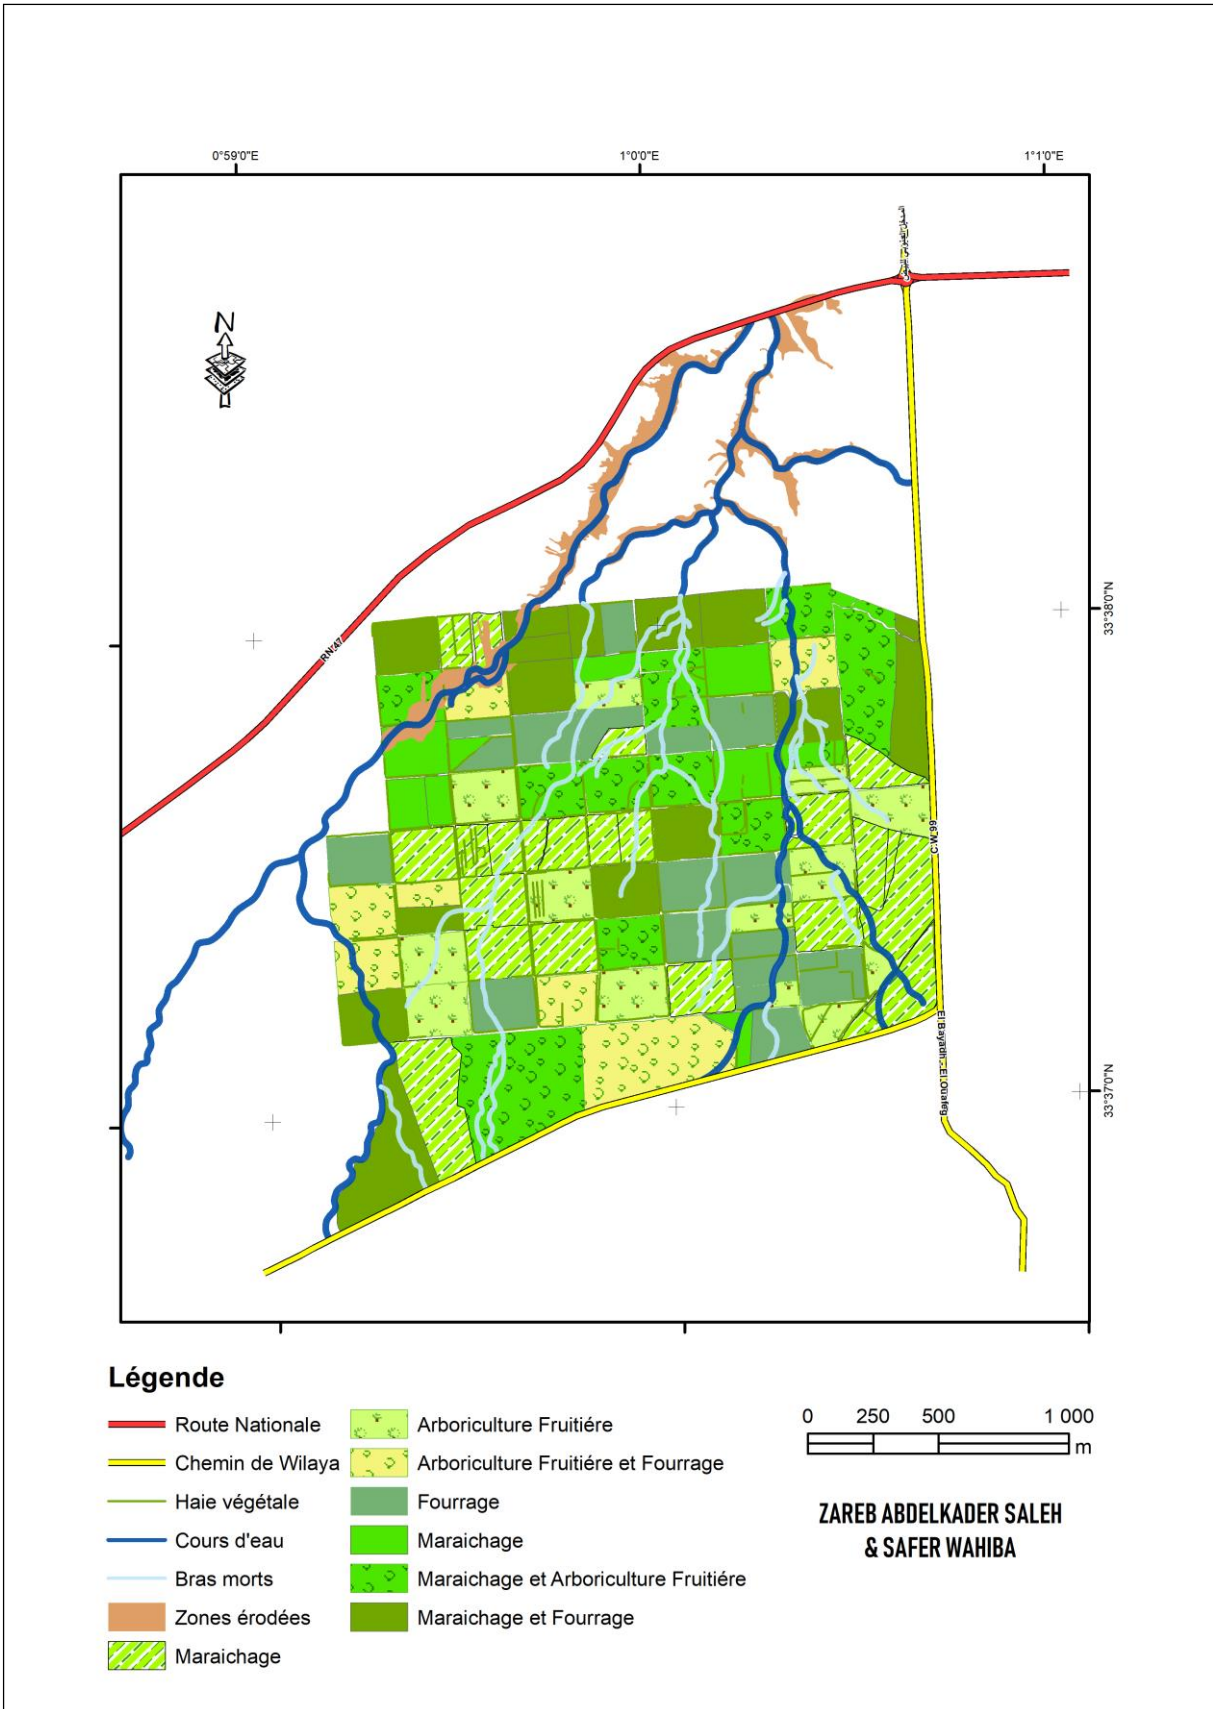 0°59'0"E
1°0'0"E
1°1'0"E
N
RN 47
33°38'0"N
C.W 99
El Bayadh - El Ouafeg
33°37'0"N
Légende
Route Nationale
Chemin de Wilaya
Haie végétale
Cours d'eau
Bras morts
Zones érodées
Maraichage
Arboriculture Fruitiére
Arboriculture Fruitiére et Fourrage
Fourrage
Maraichage
Maraichage et Arboriculture Fruitiére
Maraichage et Fourrage
0 250 500 1 000
m
ZAREB ABDELKADER SALEH
& SAFER WAHIBA